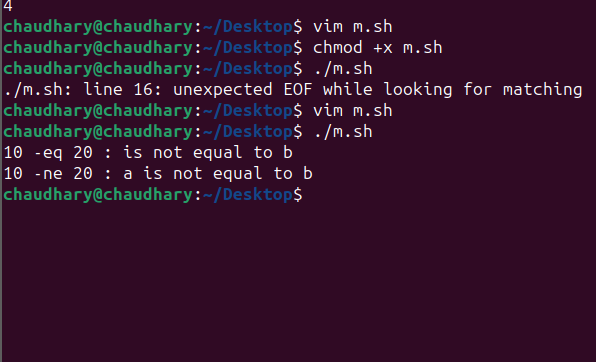 4
chaudhary@chaudhary:~/Desktop$ vim m.sh
chaudhary@chaudhary:~/Desktop$ chmod +x m.sh
chaudhary@chaudhary:~/Desktop$ ./m.sh
./m.sh: line 16: unexpected EOF while looking for matching
chaudhary@chaudhary:~/Desktop$ vim m.sh
chaudhary@chaudhary:~/Desktop$ ./m.sh
10 -eq 20 : is not equal to b
10 -ne 20 : a is not equal to b
chaudhary@chaudhary:~/Desktop$